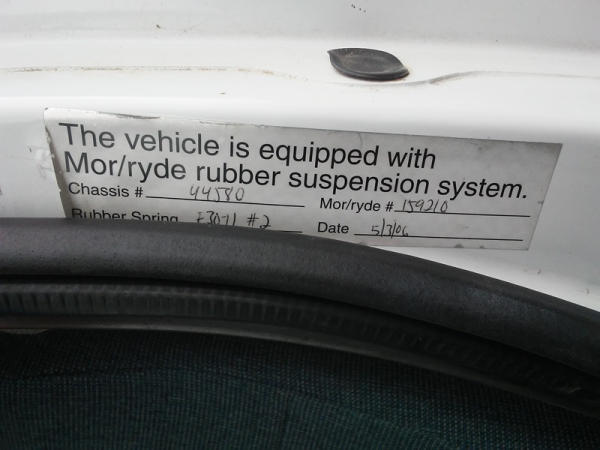 The vehicle is equipped with
Mor/ryde rubber suspension system.
Chassis # 44580 Mor/ryde # 159210
Rubber Spring #2 Date 5/3/06